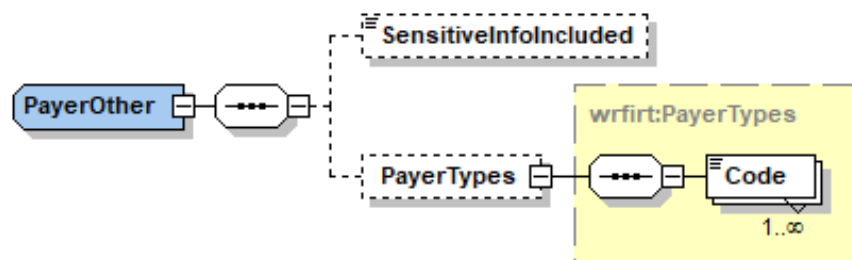 SensitiveInfoIncluded
PayerOther
wrfirt:PayerTypes
PayerTypes
Code
1..∞